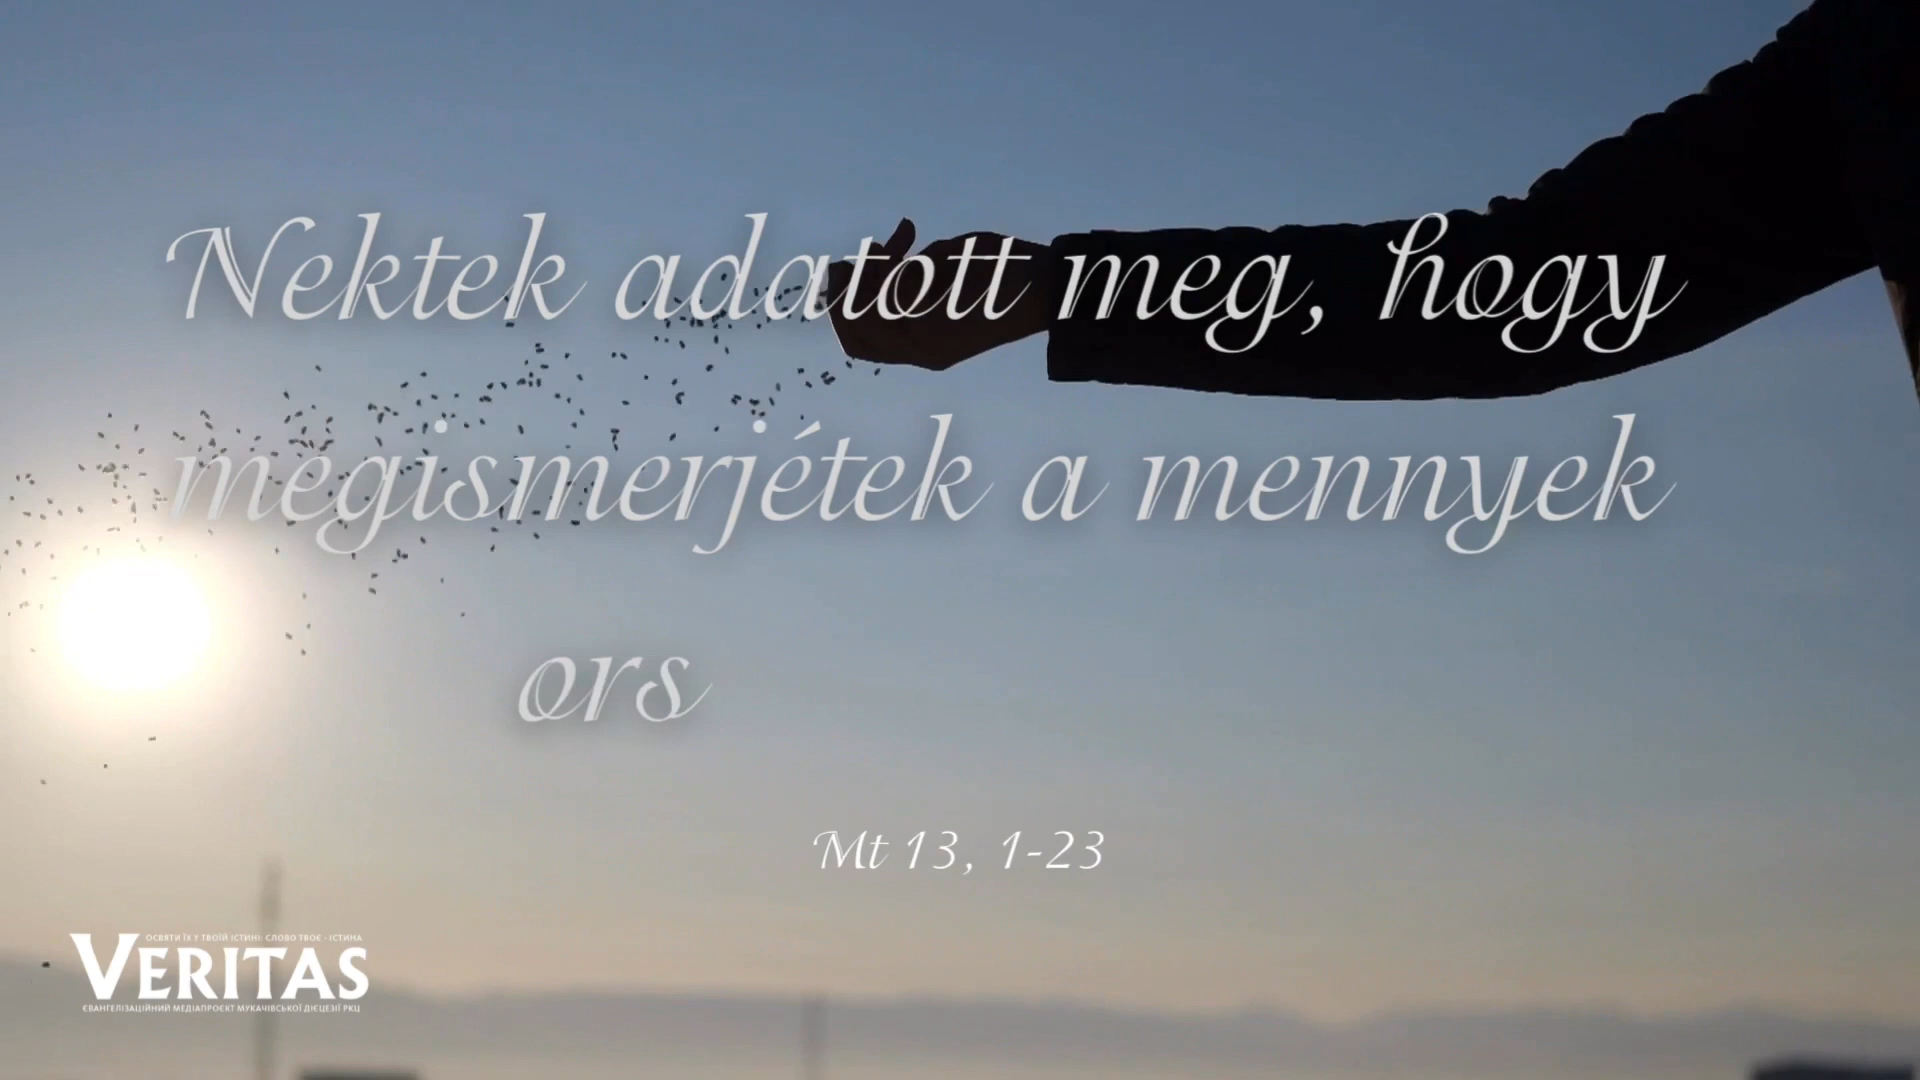 Nektek adatott meg, hogy
megismerjétek a mennyek
ors
Mt 13, 1-23
ОСВЯТИ ЇХ У ТВОЇЙ ІСТИНІ: СЛОВО ТВОЄ - ІСТИНА
VERITAS
ЄВАНГЕЛІЗАЦІЙНИЙ МЕДІАПРОЄКТ МУКАЧІВСЬКОЇ ДІЄЦЕЗІЇ РКЦ